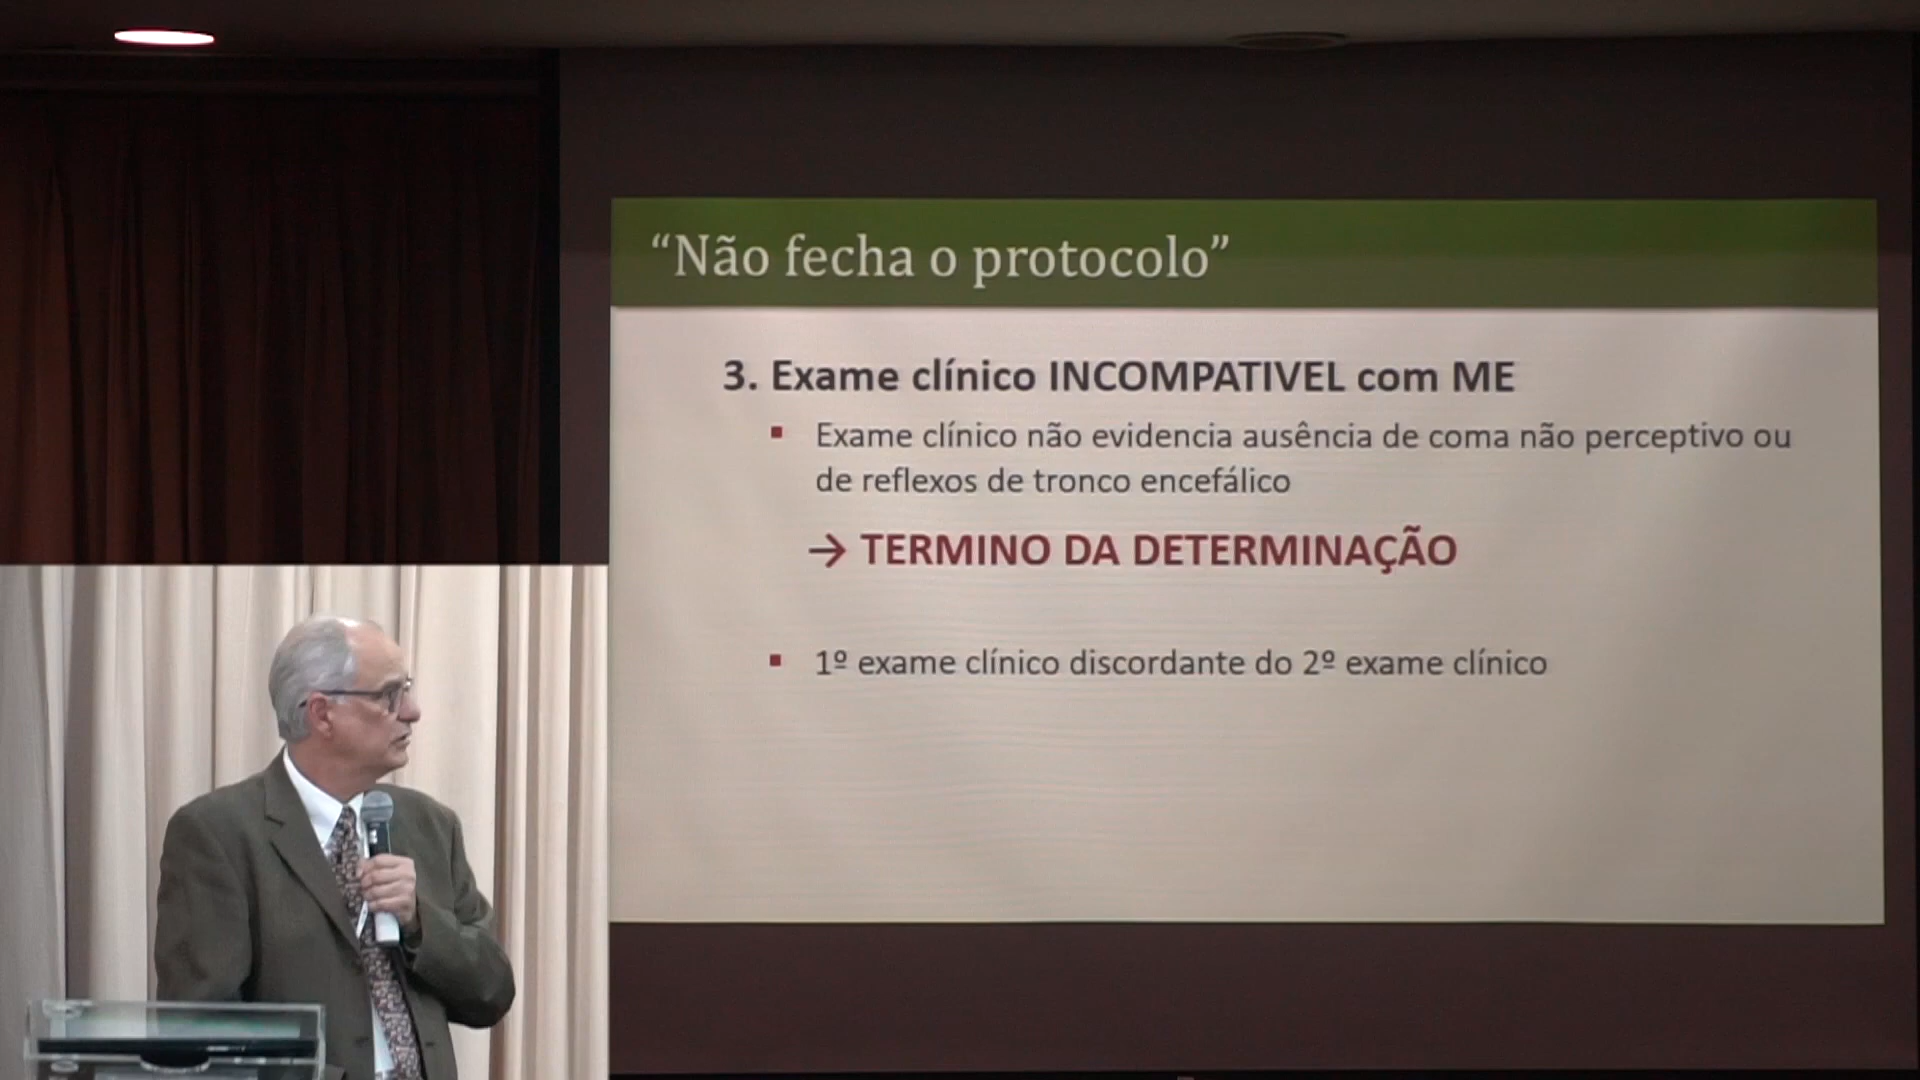 “Não fecha o protocolo”
3. Exame clínico INCOMPATIVEL com ME
▪ Exame clínico não evidencia ausência de coma não perceptivo ou
de reflexos de tronco encefálico
→ TERMINO DA DETERMINAÇÃO
▪ 1º exame clínico discordante do 2º exame clínico